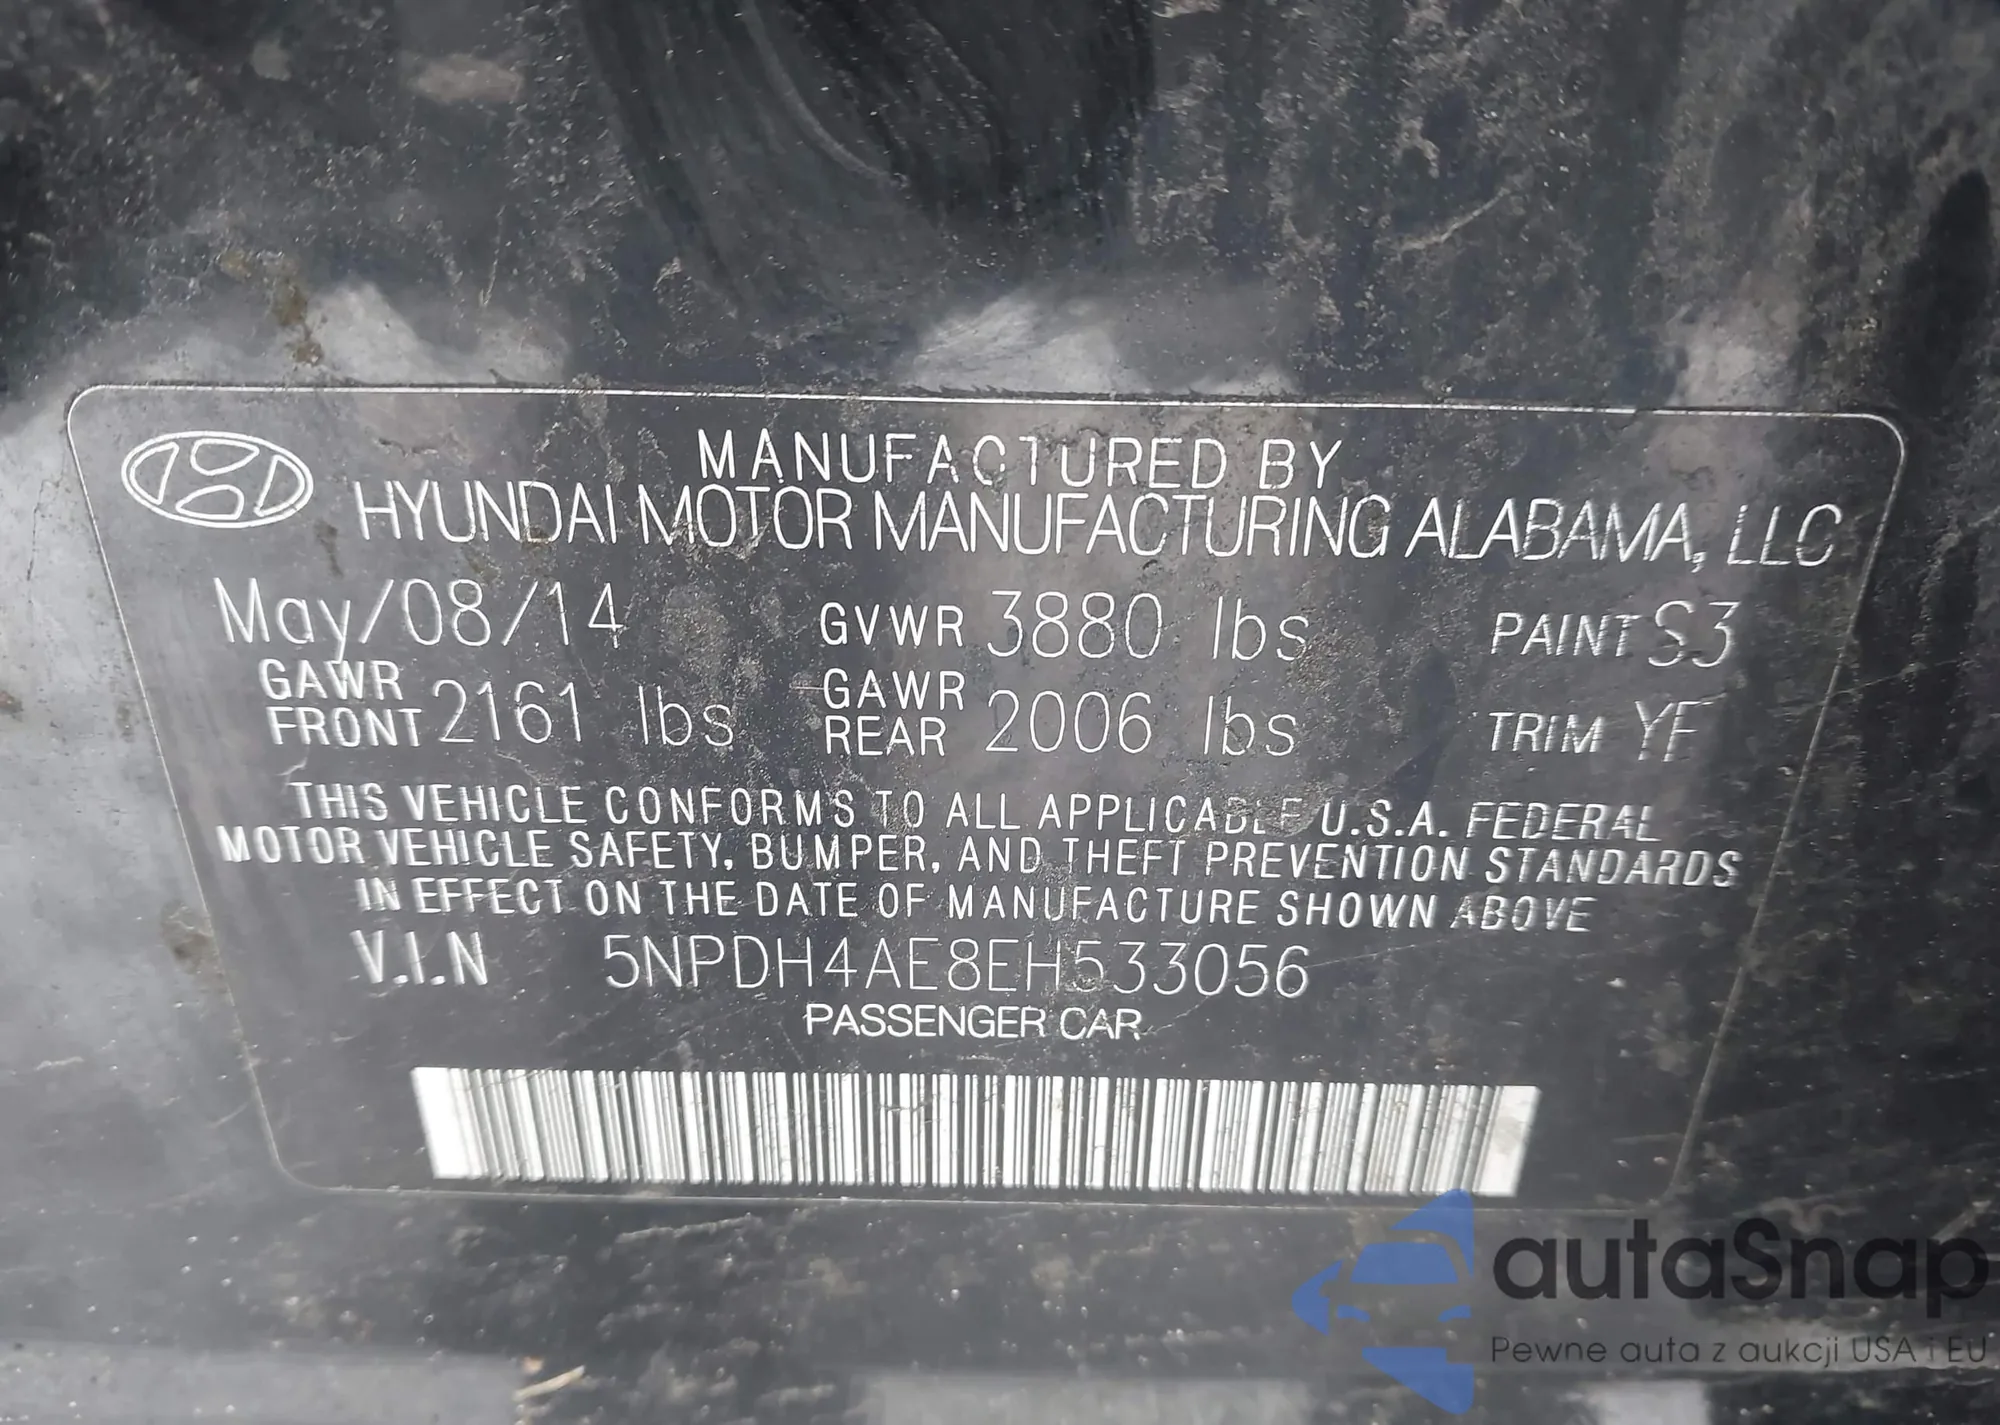 MANUFACTURED BY
HYUNDAI MOTOR MANUFACTURING ALABAMA, LLC
May/08/14 GVWR 3880 lbs PAINT S3
GAWR FRONT 2161 lbs GAWR REAR 2006 lbs TRIM YF
THIS VEHICLE CONFORMS TO ALL APPLICABLE U.S.A. FEDERAL
MOTOR VEHICLE SAFETY, BUMPER, AND THEFT PREVENTION STANDARDS
IN EFFECT ON THE DATE OF MANUFACTURE SHOWN ABOVE
V.I.N 5NPDH4AE8EH533056
PASSENGER CAR
autaSnap
Pewne auta z aukcji USA i EU